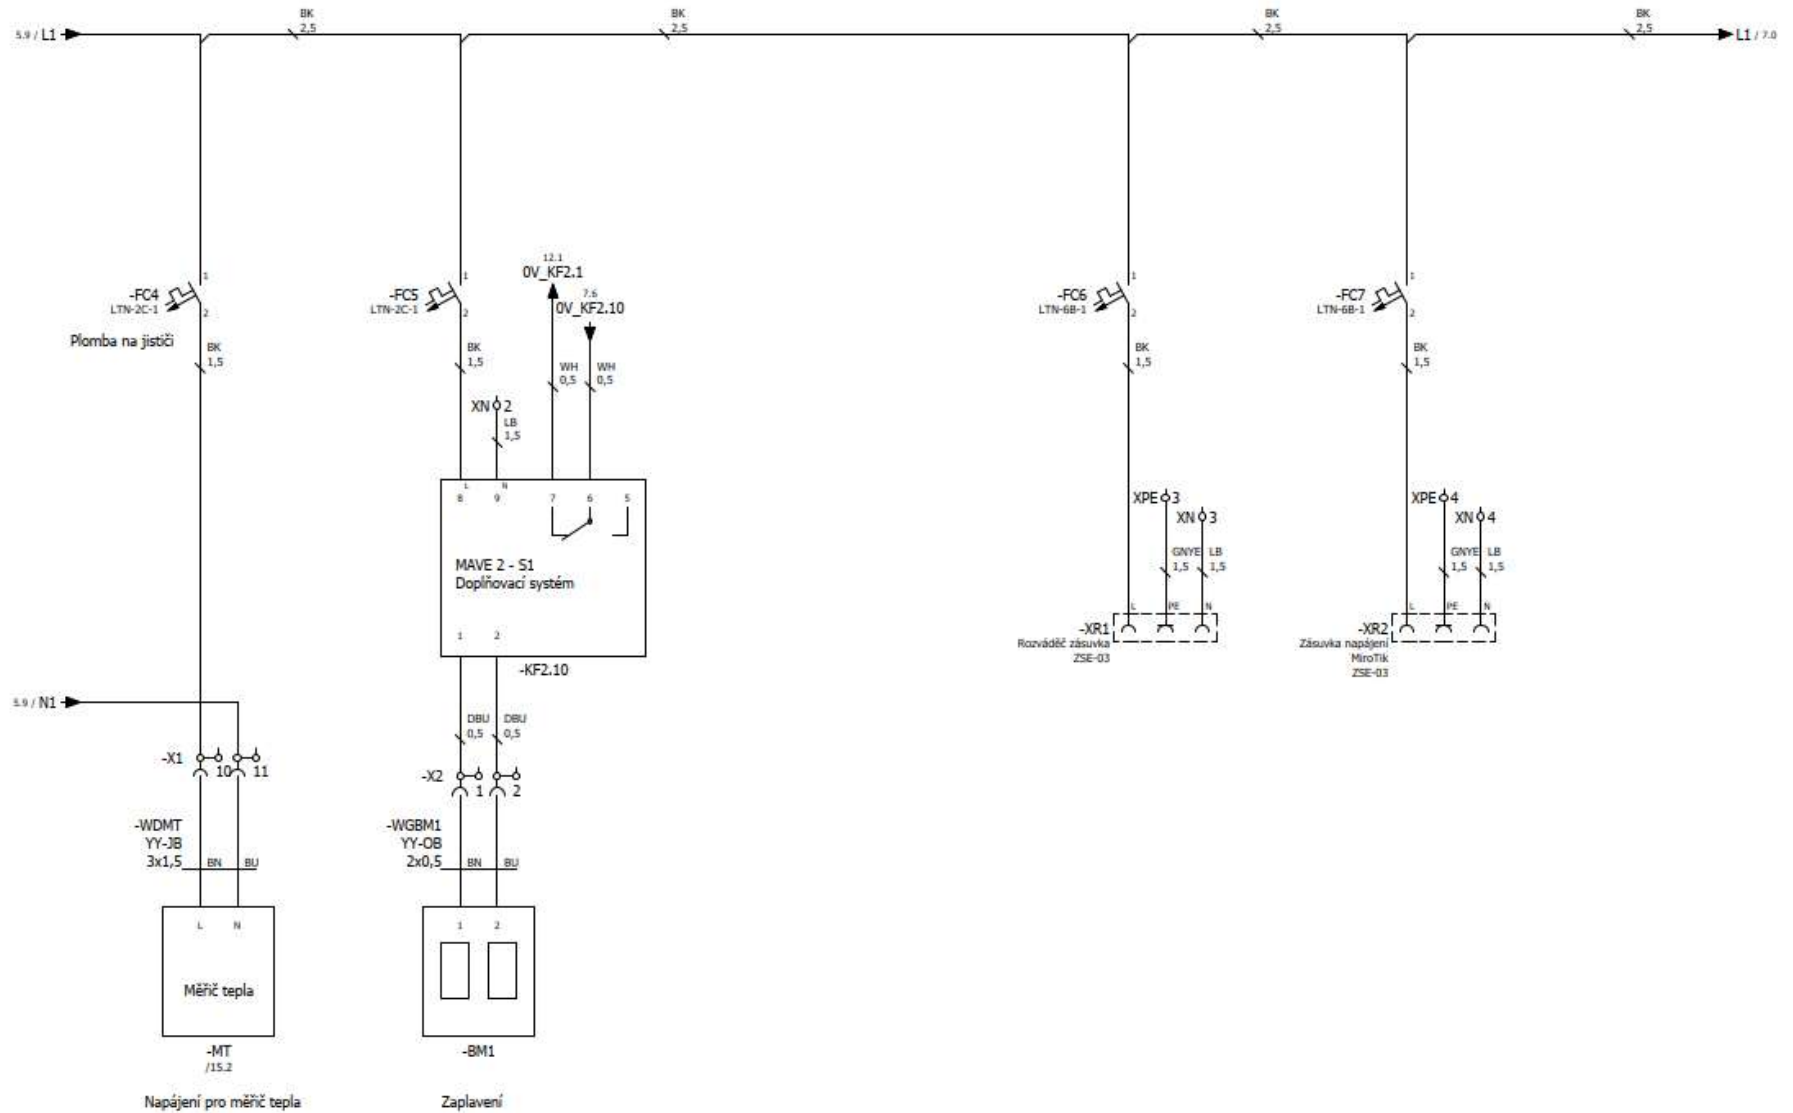 BK
2,5
BK
2,5
BK
2,5
BK
2,5
5.9 / L1
L1 / 7.0
-FC4
LTN-2C-1
1
2
Plomba na jističi
BK
1,5
-FC5
LTN-2C-1
1
2
BK
1,5
12.1
0V_KF2.1
7.6
0V_KF2.10
WH
0,5
WH
0,5
XN 2
LB
1,5
-FC6
LTN-6B-1
1
2
BK
1,5
-FC7
LTN-6B-1
1
2
BK
1,5
L N
8 9 7 6 5
MAVE 2 - S1
Doplňovací systém
1 2
-KF2.10
XPE 3
XN 3
GNYE
1,5
LB
1,5
L PE N
-XR1
Rozváděč zásuvka
ZSE-03
XPE 4
XN 4
GNYE
1,5
LB
1,5
L PE N
-XR2
Zásuvka napájení
MiroTik
ZSE-03
5.9 / N1
-X1
10 11
DBU
0,5
DBU
0,5
-X2
1 2
-WDMT
YY-JB
3x1,5
BN BU
-WGBM1
YY-OB
2x0,5
BN BU
L N
Měřič tepla
-MT
/15.2
Napájení pro měřič tepla
1 2
-BM1
Zaplavení